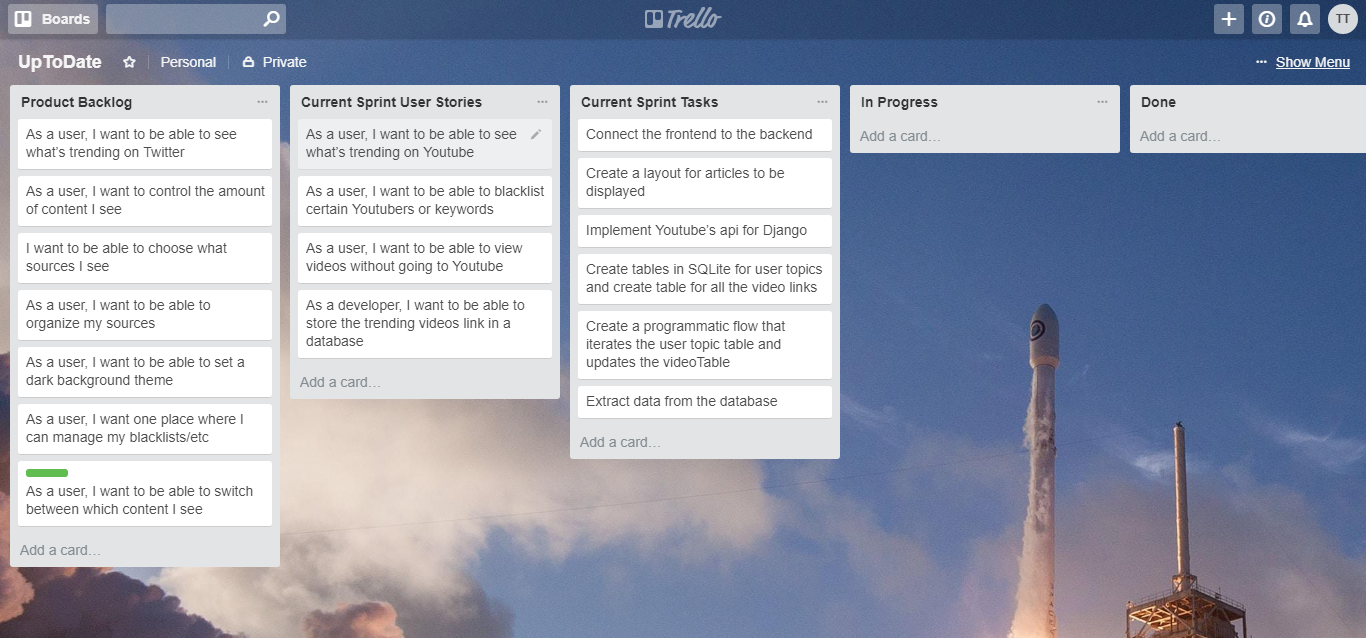 Boards
Trello
TT
UpToDate
Personal
Private
... Show Menu
Product Backlog
As a user, I want to be able to see
what’s trending on Twitter
As a user, I want to control the amount
of content I see
I want to be able to choose what
sources I see
As a user, I want to be able to
organize my sources
As a user, I want to be able to set a
dark background theme
As a user, I want one place where I
can manage my blacklists/etc
As a user, I want to be able to switch
between which content I see
Add a card…
Current Sprint User Stories
As a user, I want to be able to see
what’s trending on Youtube
As a user, I want to be able to blacklist
certain Youtubers or keywords
As a user, I want to be able to view
videos without going to Youtube
As a developer, I want to be able to
store the trending videos link in a
database
Add a card…
Current Sprint Tasks
Connect the frontend to the backend
Create a layout for articles to be
displayed
Implement Youtube’s api for Django
Create tables in SQLite for user topics
and create table for all the video links
Create a programmatic flow that
iterates the user topic table and
updates the videoTable
Extract data from the database
Add a card…
In Progress
Add a card…
Done
Add a card…